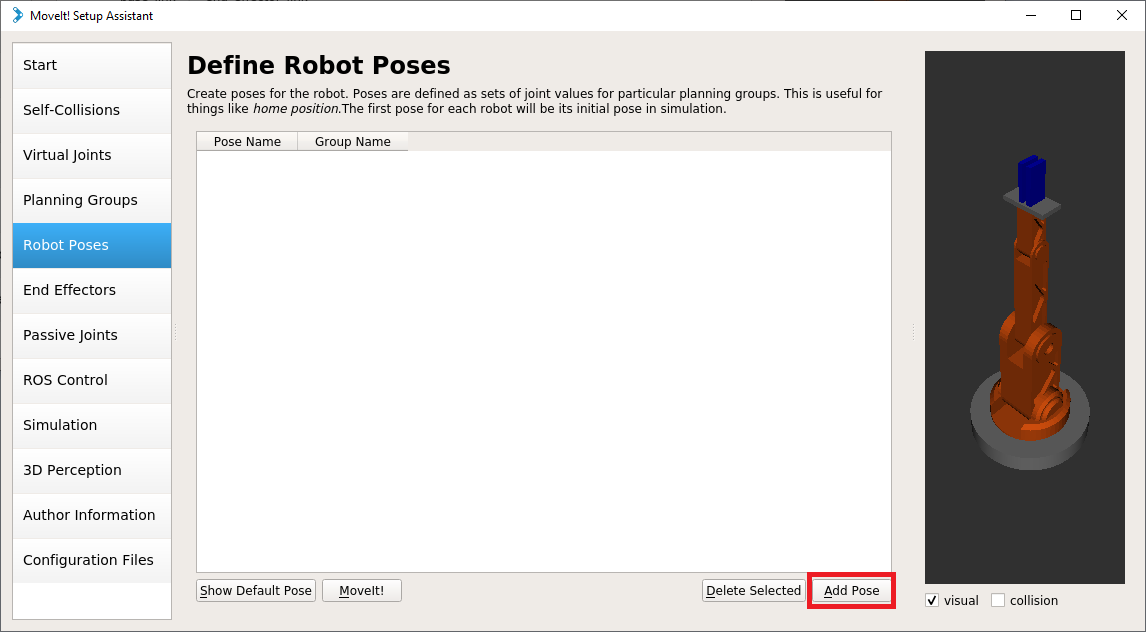 MoveIt! Setup Assistant
Start
Self-Collisions
Virtual Joints
Planning Groups
Robot Poses
End Effectors
Passive Joints
ROS Control
Simulation
3D Perception
Author Information
Configuration Files
Define Robot Poses
Create poses for the robot. Poses are defined as sets of joint values for particular planning groups. This is useful for
things like home position.The first pose for each robot will be its initial pose in simulation.
Pose Name Group Name
Show Default Pose MoveIt! Delete Selected Add Pose
visual collision